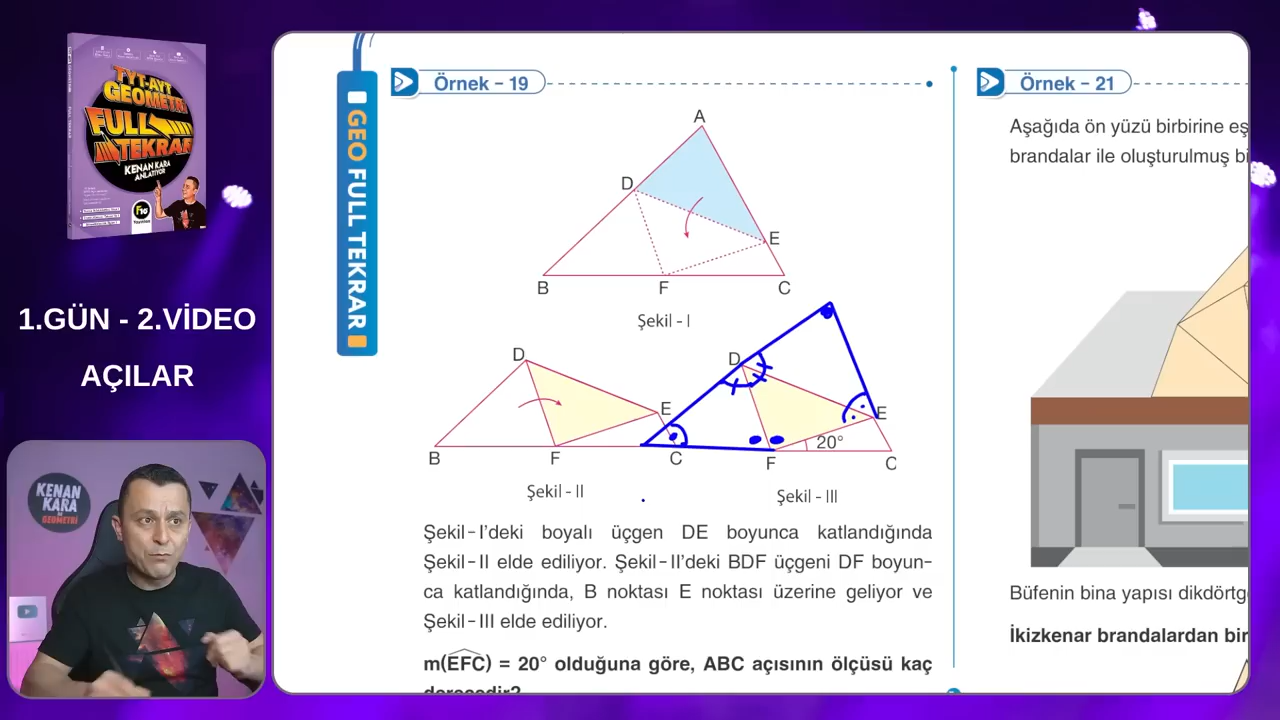 TYT-AYT
GEOMETRİ
FULL
TEKRAR
KENAN KARA
ANLATIYOR
1.GÜN - 2.VİDEO
AÇILAR
KENAN
KARA
GEOMETRİ
GEO FULL TEKRAR
Örnek – 19
A
D
E
B
F
C
Şekil - I
D
E
B
F
C
Şekil - II
D
E
20°
F
C
Şekil - III
Şekil-I'deki boyalı üçgen DE boyunca katlandığında
Şekil-II elde ediliyor. Şekil-II'deki BDF üçgeni DF boyun-
ca katlandığında, B noktası E noktası üzerine geliyor ve
Şekil-III elde ediliyor.
m(EFC) = 20° olduğuna göre, ABC açısının ölçüsü kaç
derecedir?
Örnek – 21
Aşağıda ön yüzü birbirine eş
brandalar ile oluşturulmuş bi
Büfenin bina yapısı dikdörtge
İkizkenar brandalardan bir